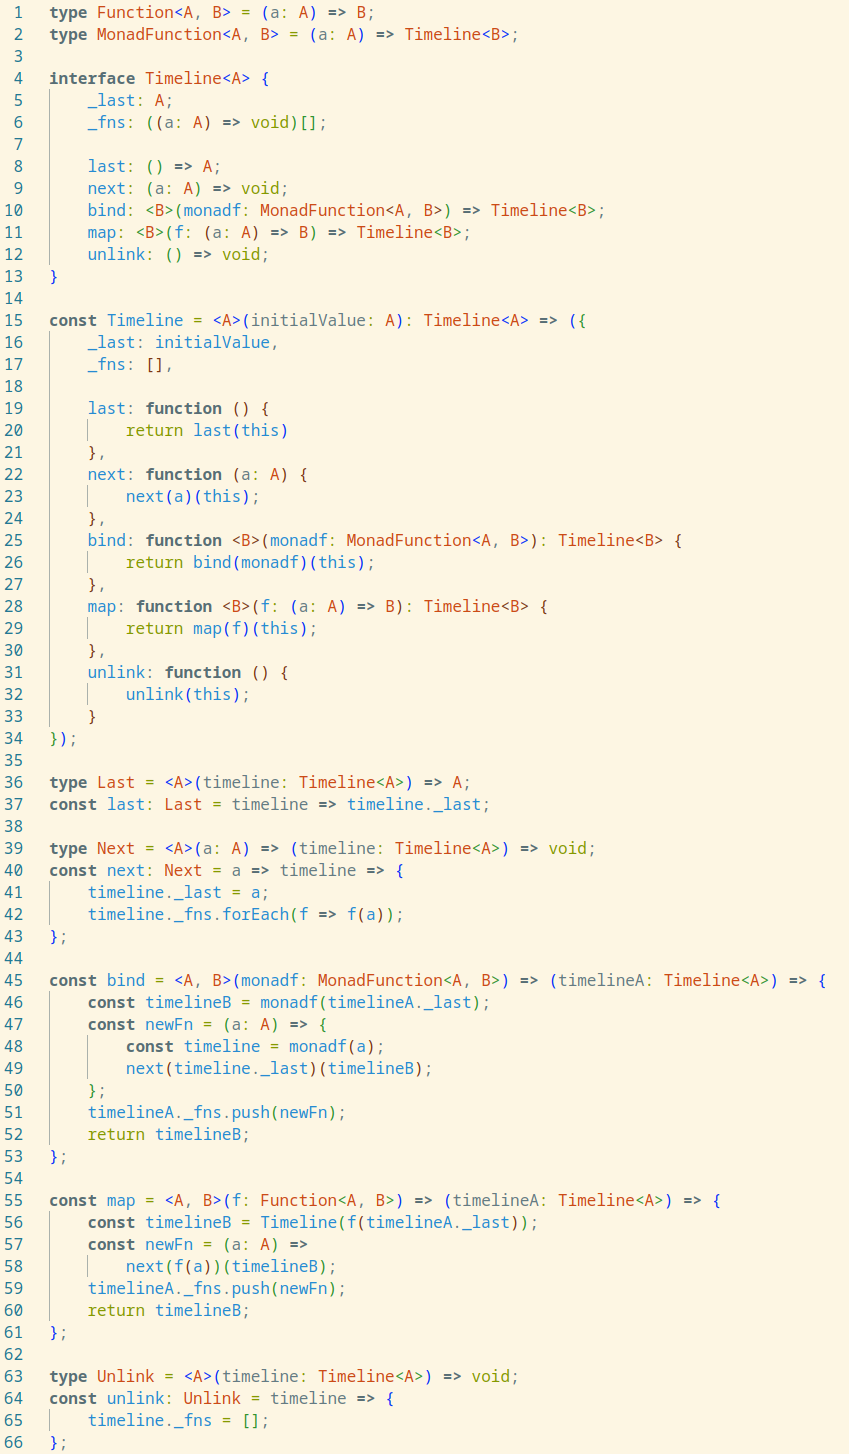 1 type Function<A, B> = (a: A) => B;
2 type MonadFunction<A, B> = (a: A) => Timeline<B>;
3
4 interface Timeline<A> {
5     _last: A;
6     _fns: ((a: A) => void)[];
7
8     last: () => A;
9     next: (a: A) => void;
10     bind: <B>(monadf: MonadFunction<A, B>) => Timeline<B>;
11     map: <B>(f: (a: A) => B) => Timeline<B>;
12     unlink: () => void;
13 }
14
15 const Timeline = <A>(initialValue: A): Timeline<A> => ({
16     _last: initialValue,
17     _fns: [],
18
19     last: function () {
20         return last(this)
21     },
22     next: function (a: A) {
23         next(a)(this);
24     },
25     bind: function <B>(monadf: MonadFunction<A, B>): Timeline<B> {
26         return bind(monadf)(this);
27     },
28     map: function <B>(f: (a: A) => B): Timeline<B> {
29         return map(f)(this);
30     },
31     unlink: function () {
32         unlink(this);
33     }
34 });
35
36 type Last = <A>(timeline: Timeline<A>) => A;
37 const last: Last = timeline => timeline._last;
38
39 type Next = <A>(a: A) => (timeline: Timeline<A>) => void;
40 const next: Next = a => timeline => {
41     timeline._last = a;
42     timeline._fns.forEach(f => f(a));
43 };
44
45 const bind = <A, B>(monadf: MonadFunction<A, B>) => (timelineA: Timeline<A>) => {
46     const timelineB = monadf(timelineA._last);
47     const newFn = (a: A) => {
48         const timeline = monadf(a);
49         next(timeline._last)(timelineB);
50     };
51     timelineA._fns.push(newFn);
52     return timelineB;
53 };
54
55 const map = <A, B>(f: Function<A, B>) => (timelineA: Timeline<A>) => {
56     const timelineB = Timeline(f(timelineA._last));
57     const newFn = (a: A) =>
58         next(f(a))(timelineB);
59     timelineA._fns.push(newFn);
60     return timelineB;
61 };
62
63 type Unlink = <A>(timeline: Timeline<A>) => void;
64 const unlink: Unlink = timeline => {
65     timeline._fns = [];
66 };